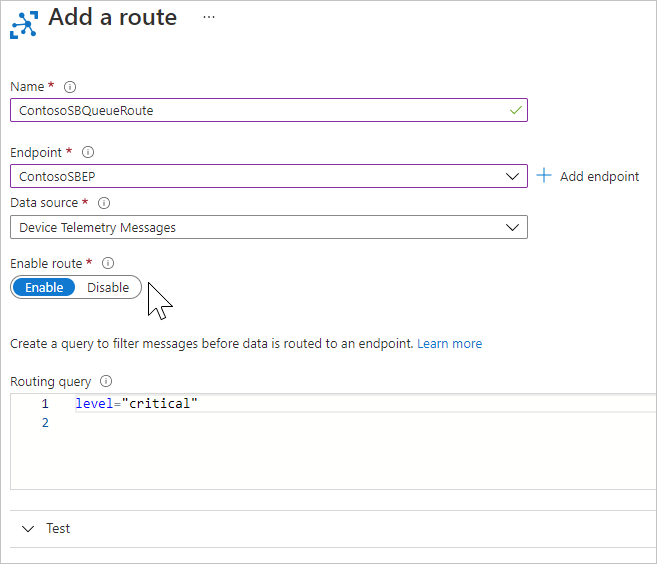 Add a route ...
Name *
ContosoSBQueueRoute
Endpoint *
ContosoSBEP
Add endpoint
Data source *
Device Telemetry Messages
Enable route *
Enable Disable
Create a query to filter messages before data is routed to an endpoint. Learn more
Routing query
1 level="critical"
2
Test